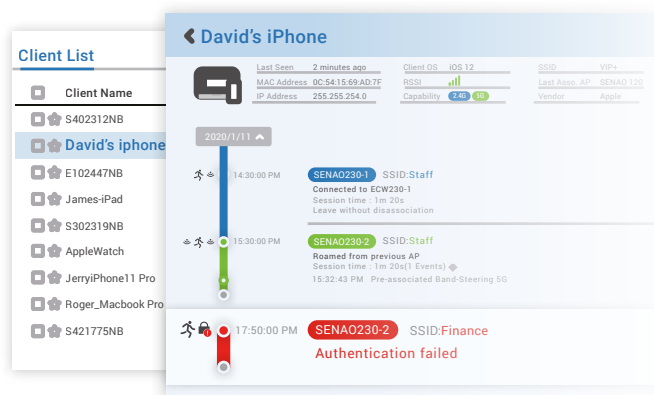 Client List
Client Name
S402312NB
David's iphone
E102447NB
James-iPad
S302319NB
AppleWatch
JerryiPhone11 Pro
Roger_Macbook Pro
S421775NB
David's iPhone
Last Seen 2 minutes ago
MAC Address 0C:54:15:69:AD:7F
IP Address 255.255.254.0
Client OS iOS 12
RSSI
Capability 2.4G 5G
SSID VIP+
Last Asso. AP SENAO 120
Vendor Apple
2020/1/11
14:30:00 PM SENAO230-1 SSID:Staff
Connected to ECW230-1
Session time : 1m 20s
Leave without disassociation
15:30:00 PM SENAO230-2 SSID:Staff
Roamed from previous AP
Session time : 1m 20s(1 Events)
15:32:43 PM Pre-associated Band-Steering 5G
17:50:00 PM SENAO230-2 SSID:Finance
Authentication failed